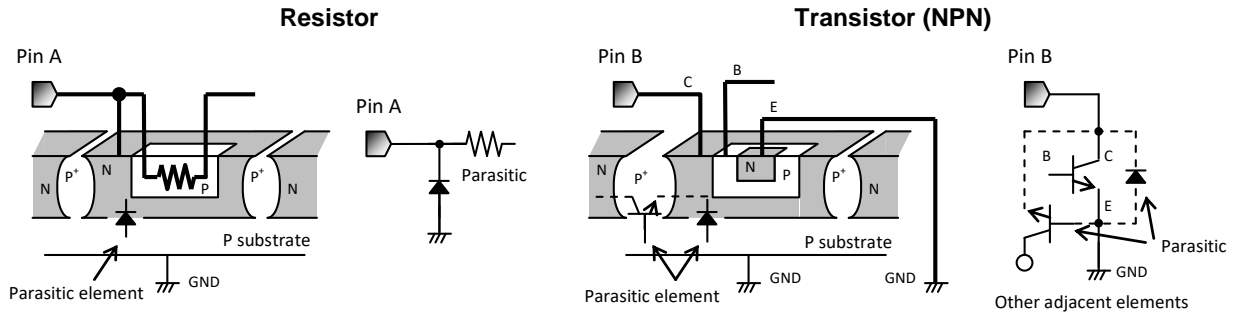 Resistor
Transistor (NPN)
Pin A
Pin A
N
N
P+
P
P+
N
Parasitic
P substrate
GND
Parasitic element
Pin B
C
B
E
N
P+
N
P
P+
N
P substrate
GND
GND
Parasitic element
Pin B
B
C
E
Parasitic
GND
Other adjacent elements